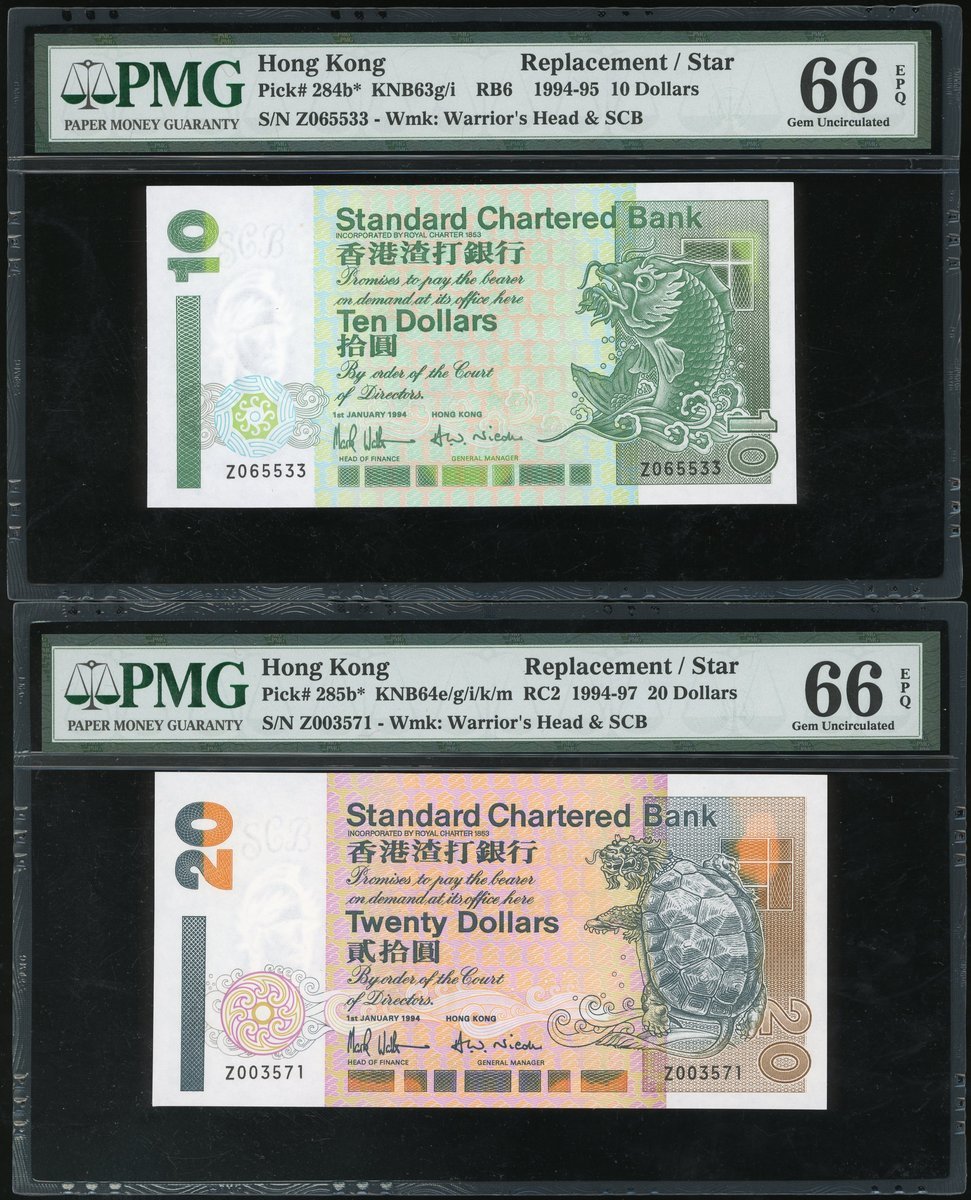 PMG
PAPER MONEY GUARANTY
Hong Kong Replacement / Star
Pick# 284b* KNB63g/i RB6 1994-95 10 Dollars
S/N Z065533 - Wmk: Warrior's Head & SCB
66 EPQ
Gem Uncirculated
10
SCB
Standard Chartered Bank
INCORPORATED BY ROYAL CHARTER 1853
香港渣打銀行
Promises to pay the bearer
on demand at its office here
Ten Dollars
拾圓
By order of the Court
of Directors.
1st JANUARY 1994 HONG KONG
HEAD OF FINANCE GENERAL MANAGER
Z065533 Z065533
10
PMG
PAPER MONEY GUARANTY
Hong Kong Replacement / Star
Pick# 285b* KNB64e/g/i/k/m RC2 1994-97 20 Dollars
S/N Z003571 - Wmk: Warrior's Head & SCB
66 EPQ
Gem Uncirculated
20
SCB
Standard Chartered Bank
INCORPORATED BY ROYAL CHARTER 1853
香港渣打銀行
Promises to pay the bearer
on demand at its office here
Twenty Dollars
貳拾圓
By order of the Court
of Directors.
1st JANUARY 1994 HONG KONG
HEAD OF FINANCE GENERAL MANAGER
Z003571 Z003571
20